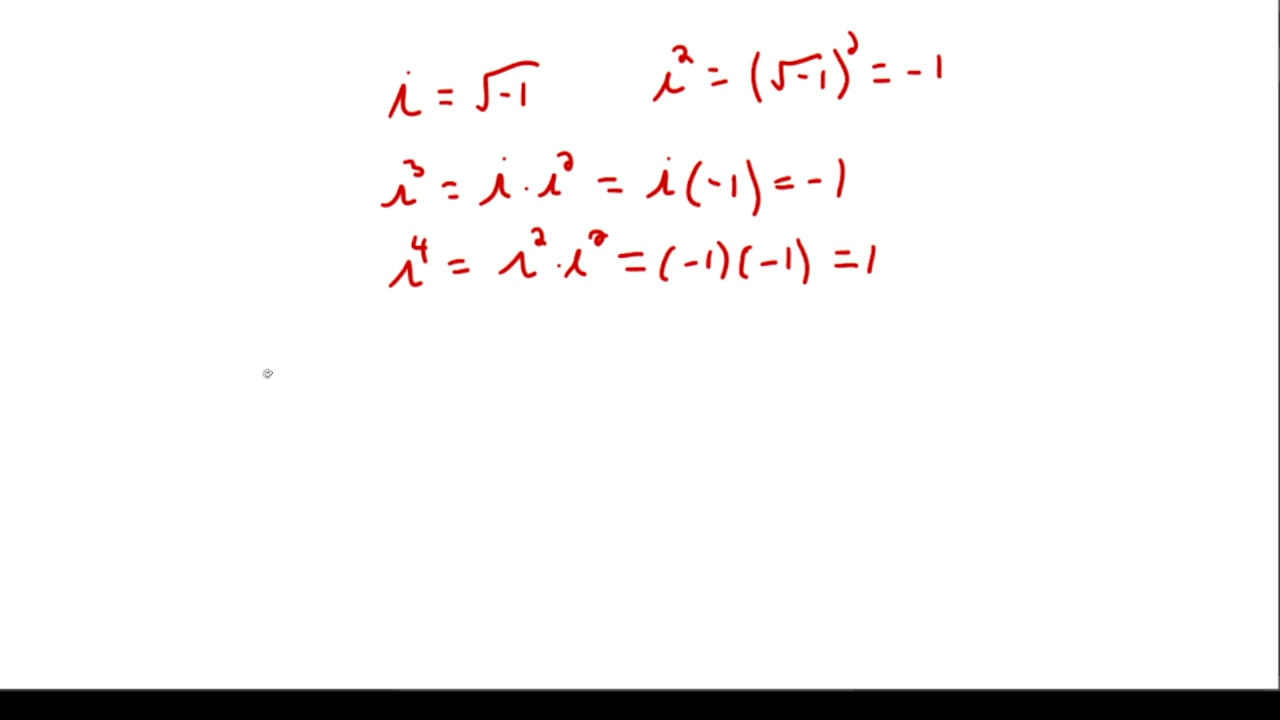 i = √-1 i² = (√-1)² = -1
i³ = i · i² = i(-1) = -1
i⁴ = i² · i² = (-1)(-1) = 1